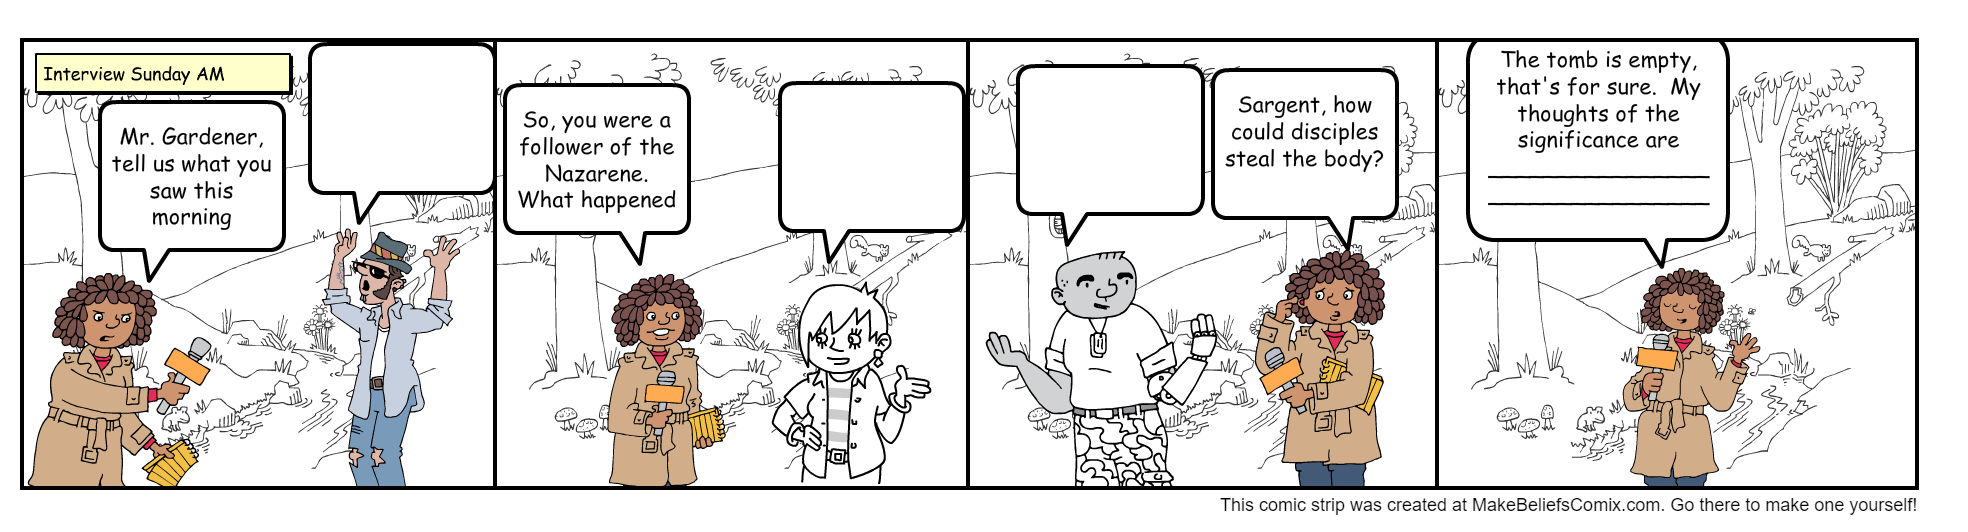 Interview Sunday AM
Mr. Gardener,
tell us what you
saw this
morning
So, you were a
follower of the
Nazarene.
What happened
Sargent, how
could disciples
steal the body?
The tomb is empty,
that's for sure.  My
thoughts of the
significance are
____________________
____________________
This comic strip was created at MakeBeliefsComix.com. Go there to make one yourself!